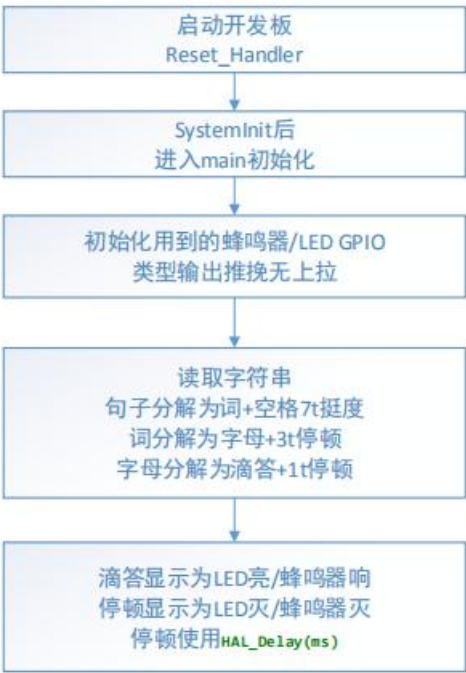 启动开发板
Reset_Handler
SystemInit后
进入main初始化
初始化用到的蜂鸣器/LED GPIO
类型输出推挽无上拉
读取字符串
句子分解为词+空格7t挺度
词分解为字母+3t停顿
字母分解为滴答+1t停顿
滴答显示为LED亮/蜂鸣器响
停顿显示为LED灭/蜂鸣器灭
停顿使用HAL_Delay(ms)